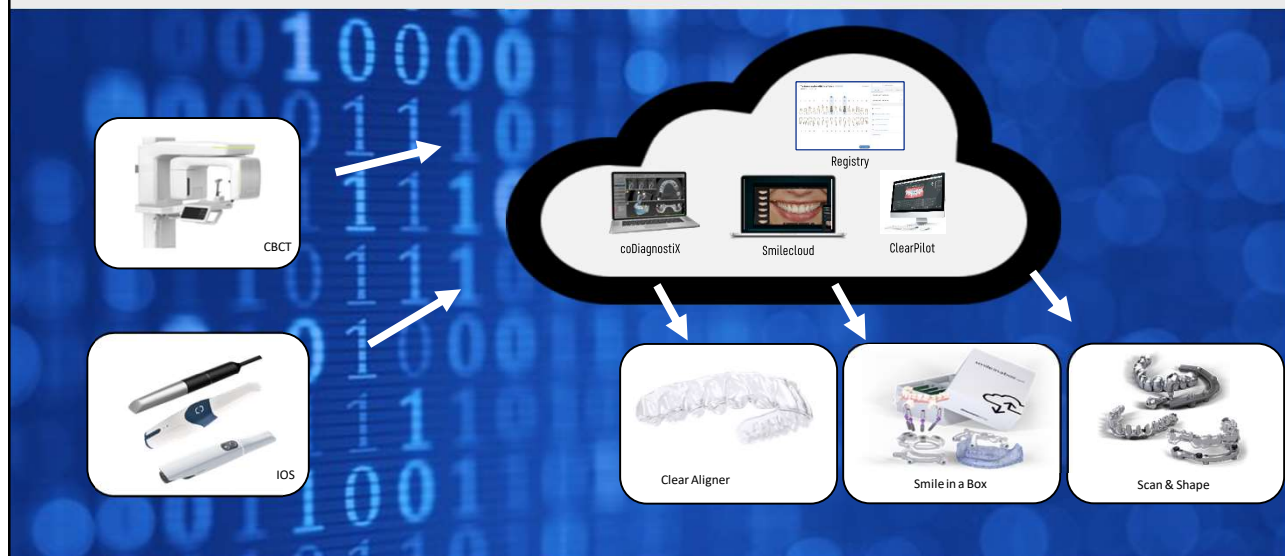 CBCT
IOS
Registry
coDiagnostiX
Smilecloud
ClearPilot
Clear Aligner
Smile in a Box
Scan & Shape